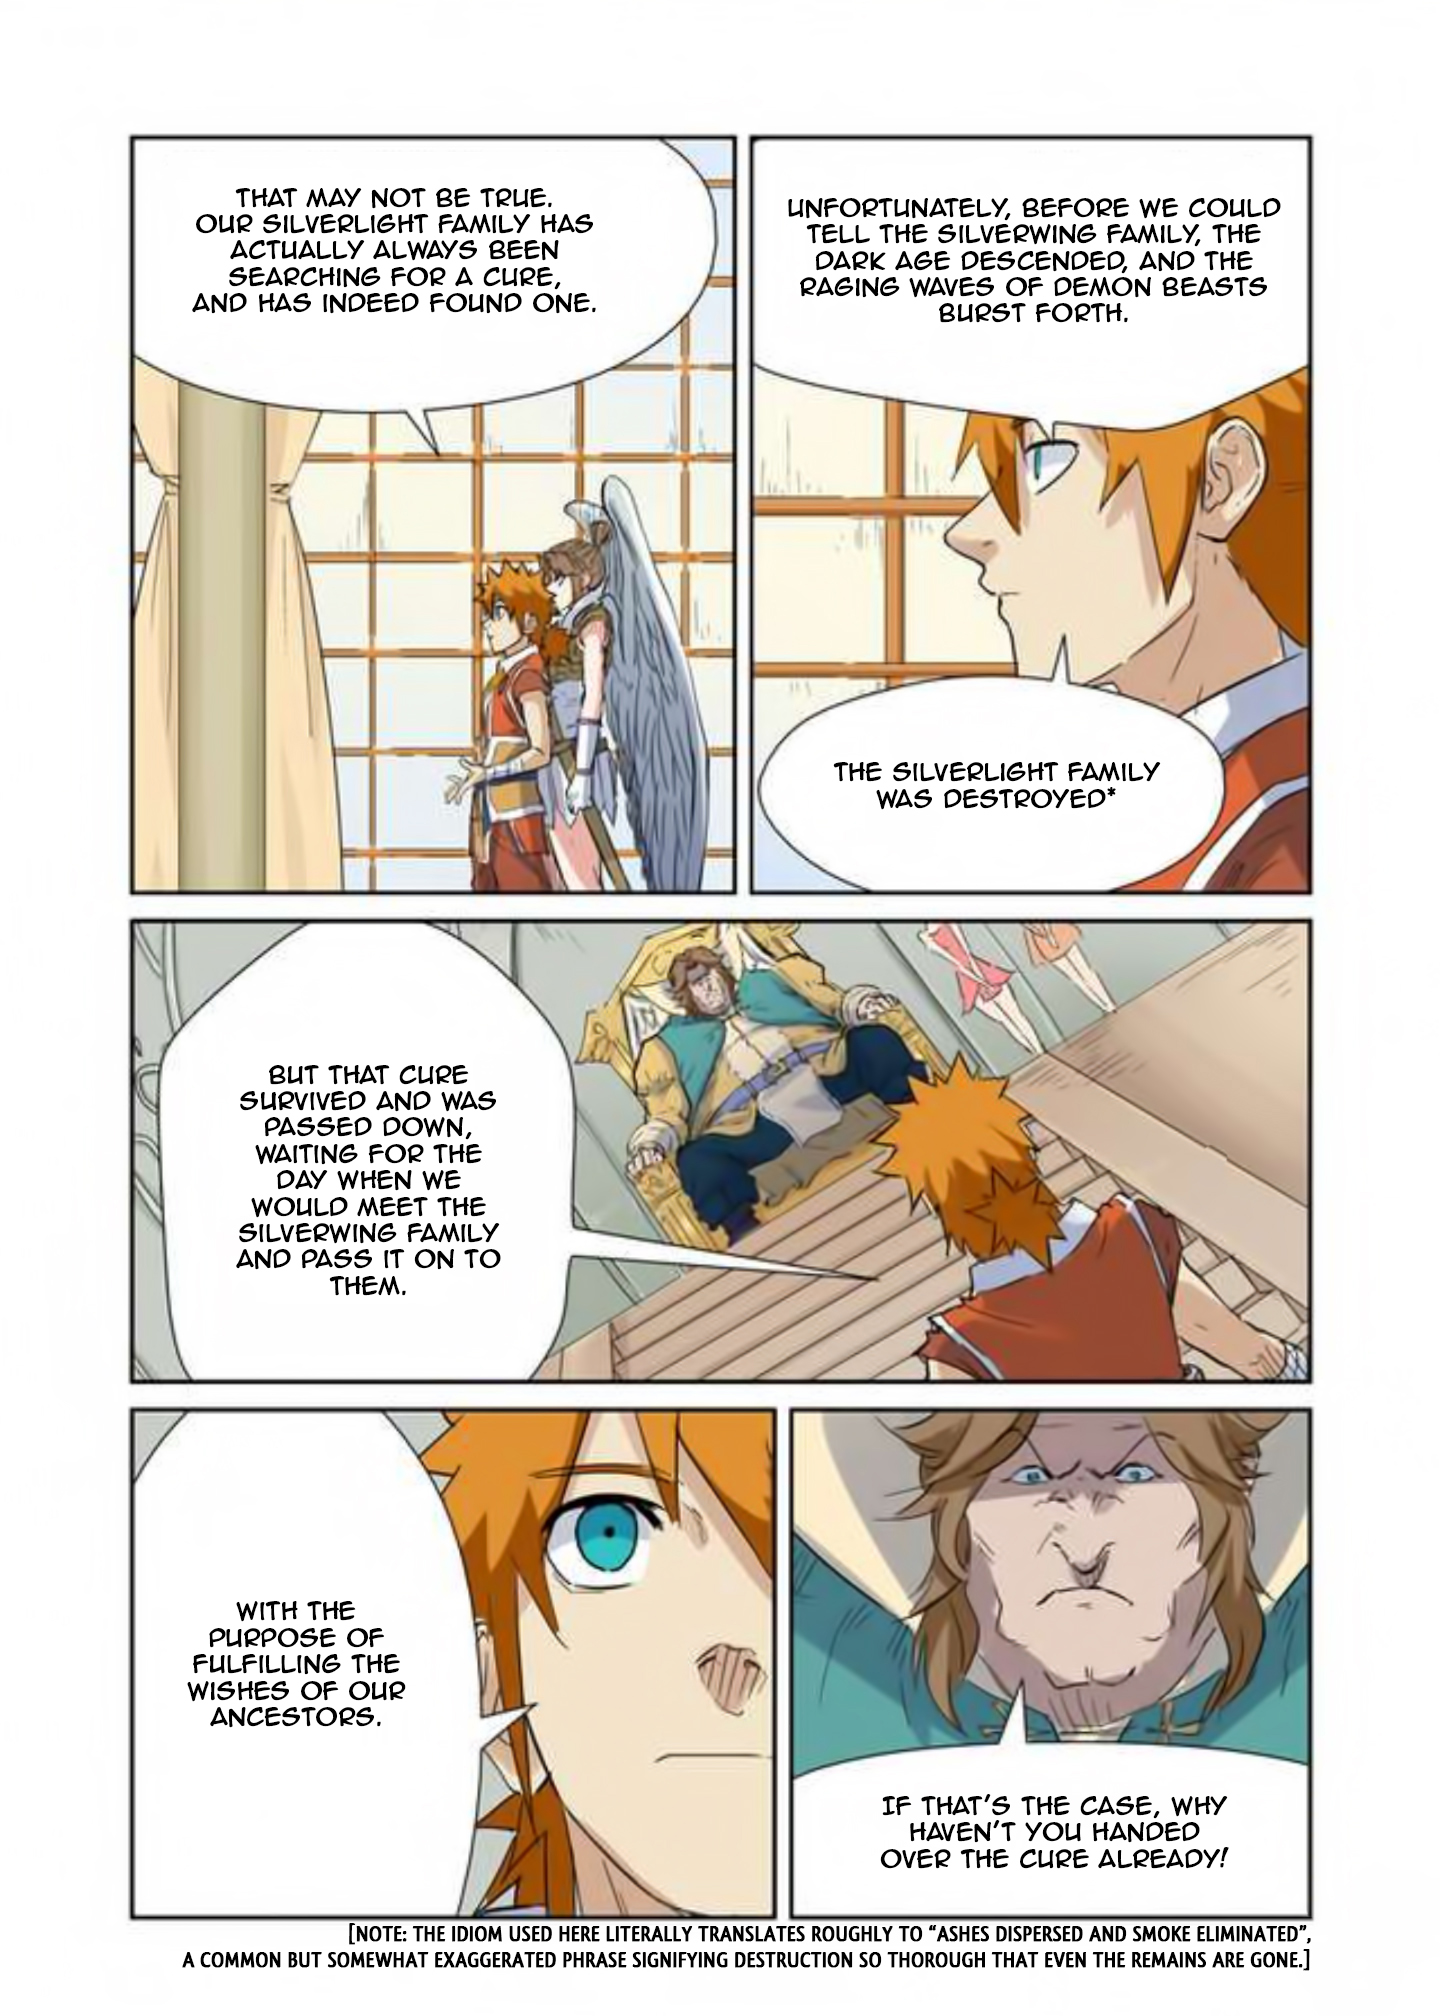 THAT MAY NOT BE TRUE.
OUR SILVERLIGHT FAMILY HAS
ACTUALLY ALWAYS BEEN
SEARCHING FOR A CURE,
AND HAS INDEED FOUND ONE.
UNFORTUNATELY, BEFORE WE COULD
TELL THE SILVERWING FAMILY, THE
DARK AGE DESCENDED, AND THE
RAGING WAVES OF DEMON BEASTS
BURST FORTH.
THE SILVERLIGHT FAMILY
WAS DESTROYED*
BUT THAT CURE
SURVIVED AND WAS
PASSED DOWN,
WAITING FOR THE
DAY WHEN WE
WOULD MEET THE
SILVERWING FAMILY
AND PASS IT ON TO
THEM.
WITH THE
PURPOSE OF
FULFILLING THE
WISHES OF OUR
ANCESTORS.
IF THAT'S THE CASE, WHY
HAVEN'T YOU HANDED
OVER THE CURE ALREADY!
[NOTE: THE IDIOM USED HERE LITERALLY TRANSLATES ROUGHLY TO “ASHES DISPERSED AND SMOKE ELIMINATED”,
A COMMON BUT SOMEWHAT EXAGGERATED PHRASE SIGNIFYING DESTRUCTION SO THOROUGH THAT EVEN THE REMAINS ARE GONE.]